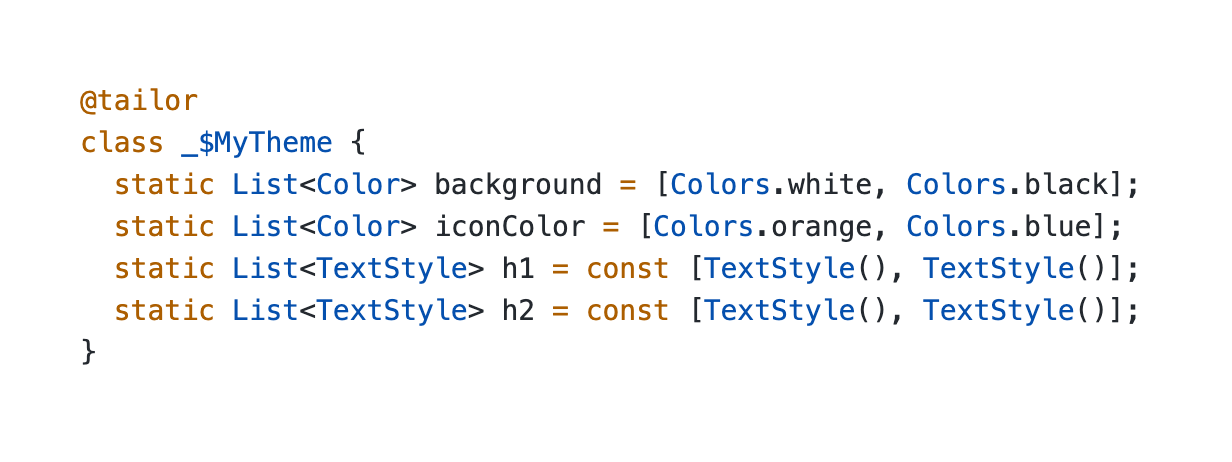 @tailor
class _$MyTheme {
  static List<Color> background = [Colors.white, Colors.black];
  static List<Color> iconColor = [Colors.orange, Colors.blue];
  static List<TextStyle> h1 = const [TextStyle(), TextStyle()];
  static List<TextStyle> h2 = const [TextStyle(), TextStyle()];
}